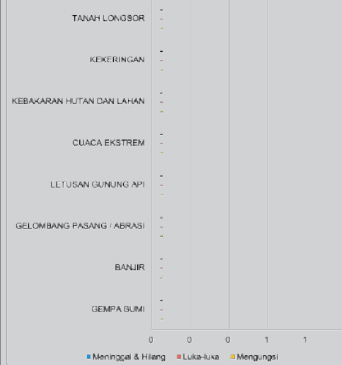 TANAH LONGSOR
-
-
-
KEKERINGAN
-
-
-
KEBAKARAN HUTAN DAN LAHAN
-
-
-
CUACA EKSTREM
-
-
-
LETUSAN GUNUNG API
-
-
-
GELOMBANG PASANG / ABRASI
-
-
-
BANJIR
-
-
-
GEMPA BUMI
-
-
-
0 0 0 1 1
Meninggal & Hilang Luka-luka Mengungsi